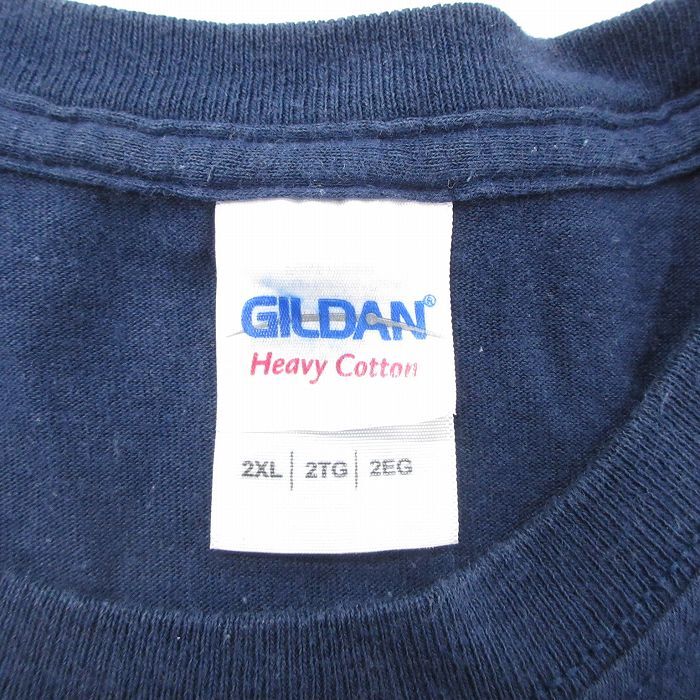 GILDAN®
Heavy Cotton
2XL | 2TG | 2EG